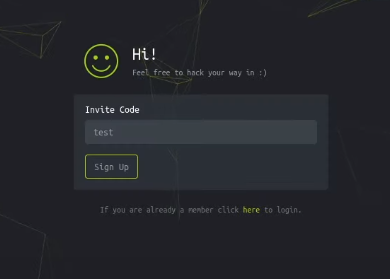 Hi!
Feel free to hack your way in :)
Invite Code
test
Sign Up
If you are already a member click here to login.